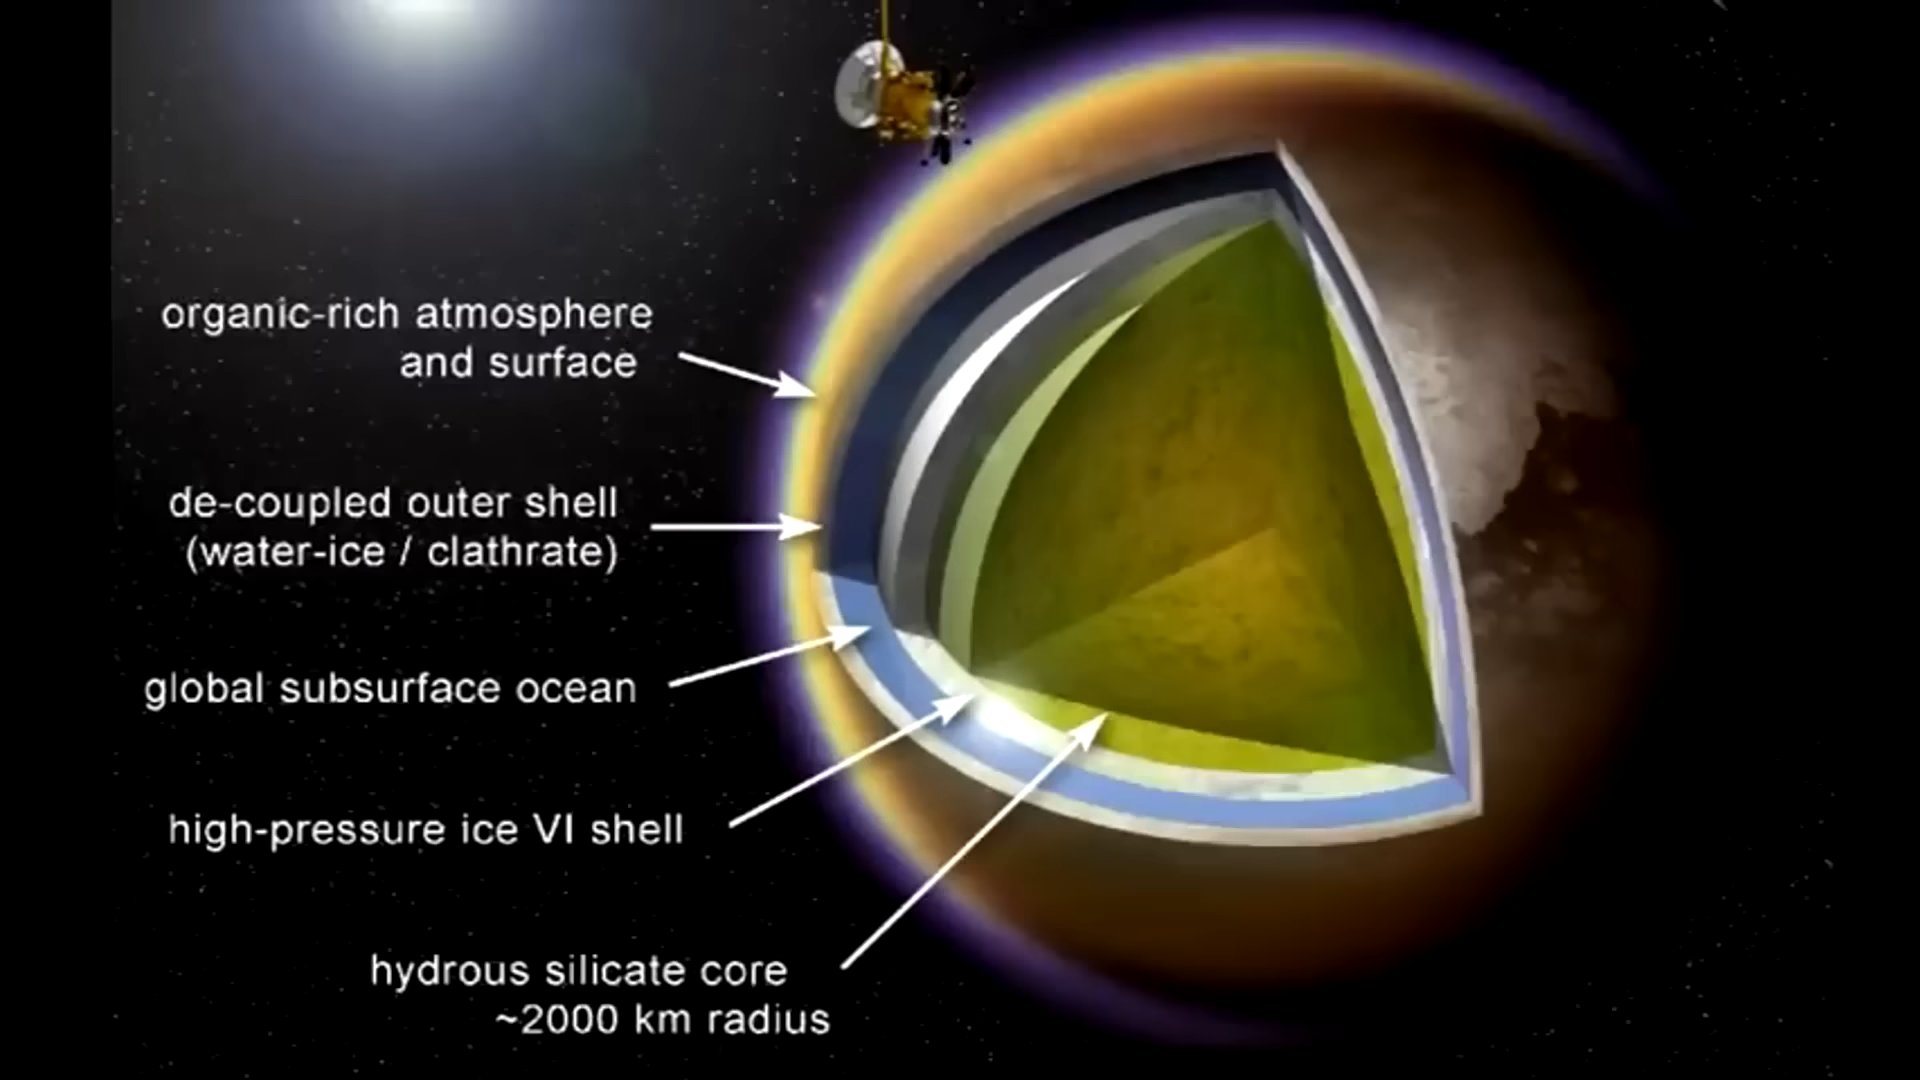 organic-rich atmosphere
and surface
de-coupled outer shell
(water-ice / clathrate)
global subsurface ocean
high-pressure ice VI shell
hydrous silicate core
~2000 km radius